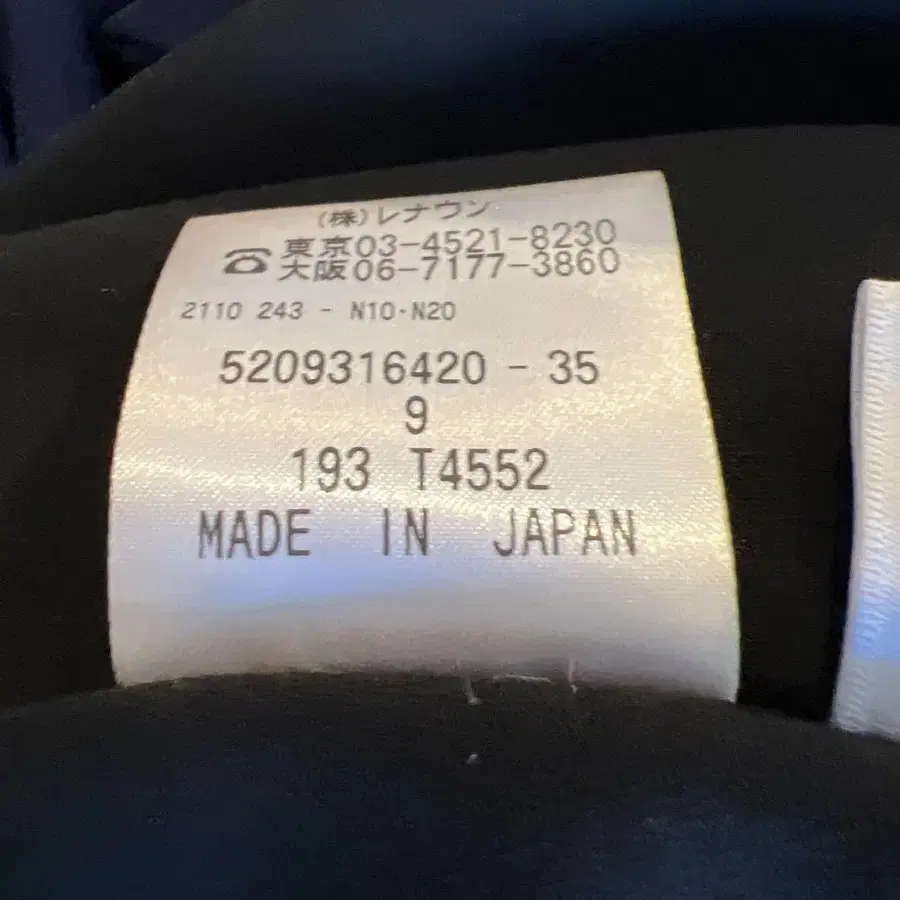 (株)レナウン
☎ 東京03-4521-8230
大阪06-7177-3860
2110 243 - N10·N20
5209316420 - 35
9
193 T4552
MADE IN JAPAN